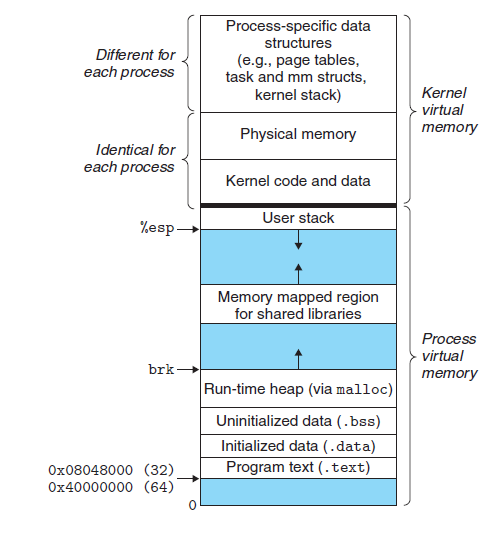 Process-specific data
structures
(e.g., page tables,
task and mm structs,
kernel stack)
Different for
each process
Physical memory
Kernel
virtual
memory
Identical for
each process
Kernel code and data
User stack
%esp
Memory mapped region
for shared libraries
Process
virtual
memory
brk
Run-time heap (via malloc)
Uninitialized data (.bss)
Initialized data (.data)
Program text (.text)
0x08048000 (32)
0x40000000 (64)
0